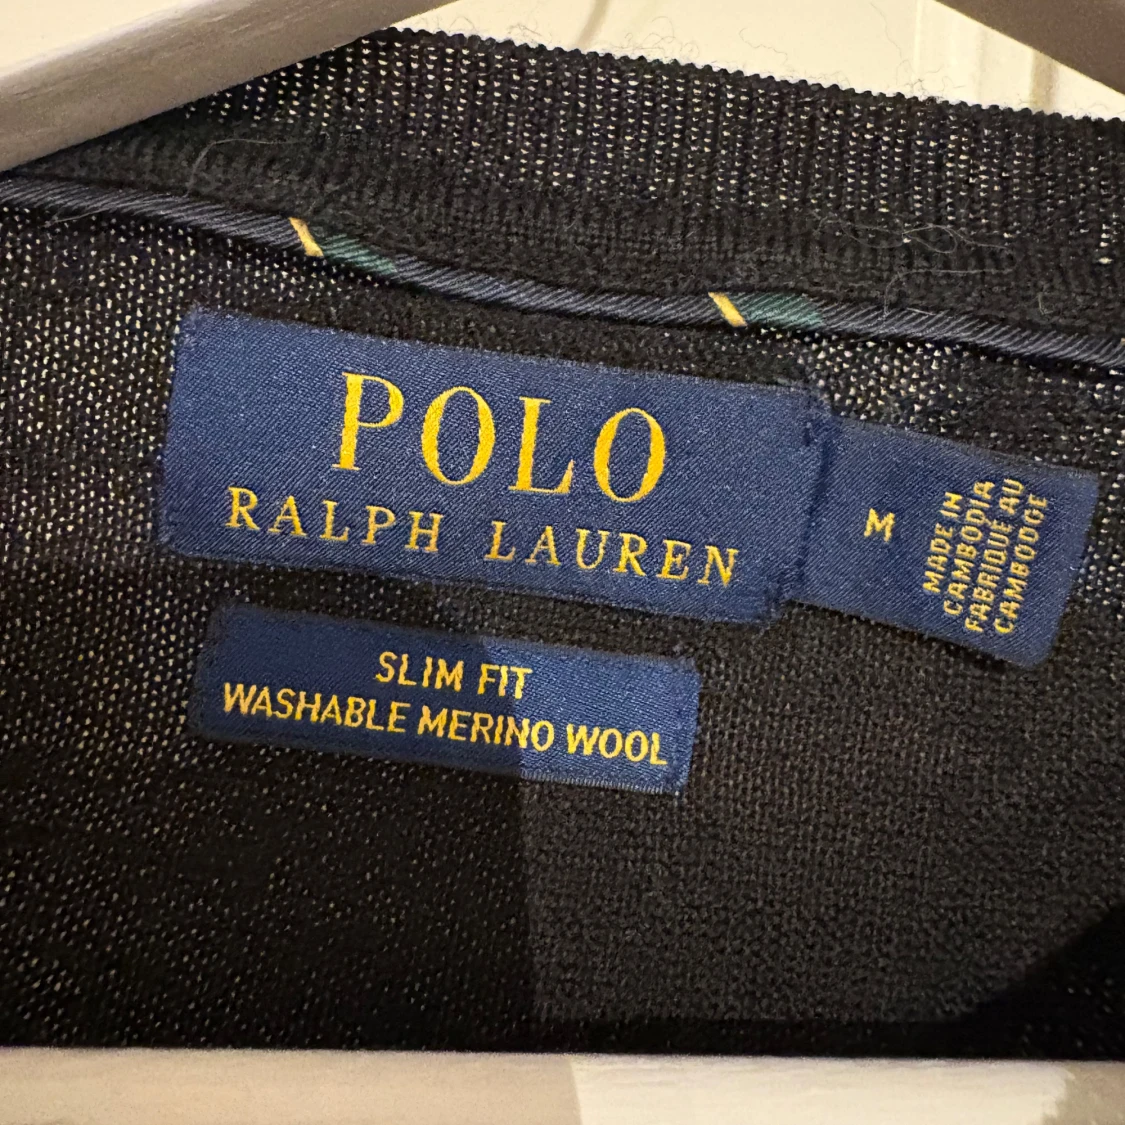 POLO
RALPH LAUREN
M
MADE IN
CAMBODIA
FABRIQUÉ AU
CAMBODGE
SLIM FIT
WASHABLE MERINO WOOL